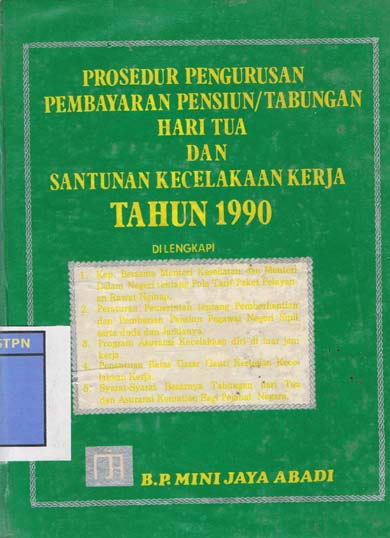 PROSEDUR PENGURUSAN
PEMBAYARAN PENSIUN/TABUNGAN
HARI TUA
DAN
SANTUNAN KECELAKAAN KERJA
TAHUN 1990
DI LENGKAPI
1. Kep. Bersama Menteri Kesehatan dan Menteri
Dalam Negeri tentang Pola Tarif Paket Pelayan-
an Rawat Nginap.
2. Peraturan Pemerintah tentang Pemberhentian
dan Pemberian Pensiun Pegawai Negeri Sipil
serta duda dan Jandanya.
3. Program Asuransi Kecelakaan diri di luar jam
kerja.
4. Dasar Ganti Kerugian Kece-
lakaan Kerja.
5. Syarat-Syarat Besarnya Tabungan Hari Tua
dan Asuransi Kematian Bagi Pejabat Negara.
STPN
B.P. MINI JAYA ABADI